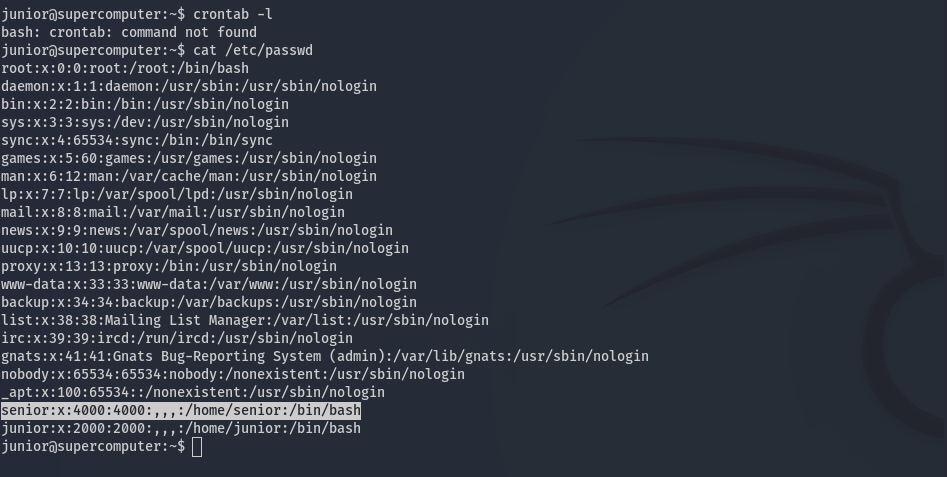 junior@supercomputer:~$ crontab -l
bash: crontab: command not found
junior@supercomputer:~$ cat /etc/passwd
root:x:0:0:root:/root:/bin/bash
daemon:x:1:1:daemon:/usr/sbin:/usr/sbin/nologin
bin:x:2:2:bin:/bin:/usr/sbin/nologin
sys:x:3:3:sys:/dev:/usr/sbin/nologin
sync:x:4:65534:sync:/bin:/bin/sync
games:x:5:60:games:/usr/games:/usr/sbin/nologin
man:x:6:12:man:/var/cache/man:/usr/sbin/nologin
lp:x:7:7:lp:/var/spool/lpd:/usr/sbin/nologin
mail:x:8:8:mail:/var/mail:/usr/sbin/nologin
news:x:9:9:news:/var/spool/news:/usr/sbin/nologin
uucp:x:10:10:uucp:/var/spool/uucp:/usr/sbin/nologin
proxy:x:13:13:proxy:/bin:/usr/sbin/nologin
www-data:x:33:33:www-data:/var/www:/usr/sbin/nologin
backup:x:34:34:backup:/var/backups:/usr/sbin/nologin
list:x:38:38:Mailing List Manager:/var/list:/usr/sbin/nologin
irc:x:39:39:ircd:/run/ircd:/usr/sbin/nologin
gnats:x:41:41:Gnats Bug-Reporting System (admin):/var/lib/gnats:/usr/sbin/nologin
nobody:x:65534:65534:nobody:/nonexistent:/usr/sbin/nologin
_apt:x:100:65534::/nonexistent:/usr/sbin/nologin
senior:x:4000:4000:,,,:/home/senior:/bin/bash
junior:x:2000:2000:,,,:/home/junior:/bin/bash
junior@supercomputer:~$